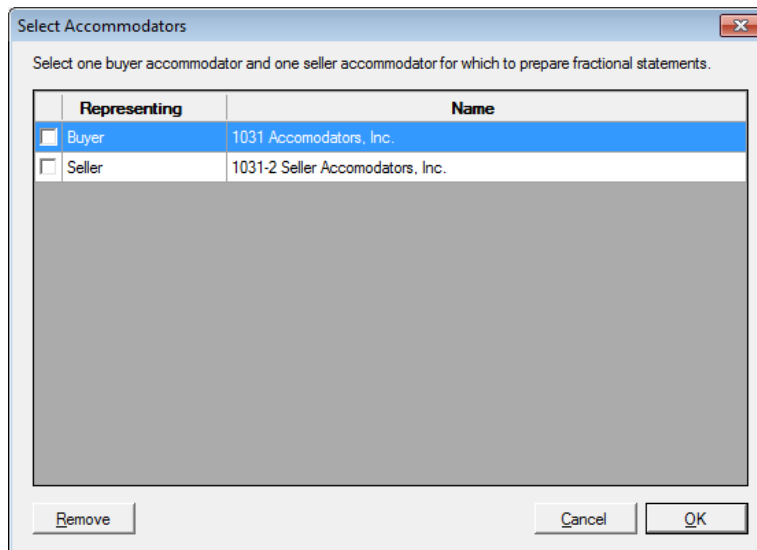 Select Accommodators
Select one buyer accommodator and one seller accommodator for which to prepare fractional statements.
Representing Name
Buyer 1031 Accomodators, Inc.
Seller 1031-2 Seller Accomodators, Inc.
Remove Cancel OK